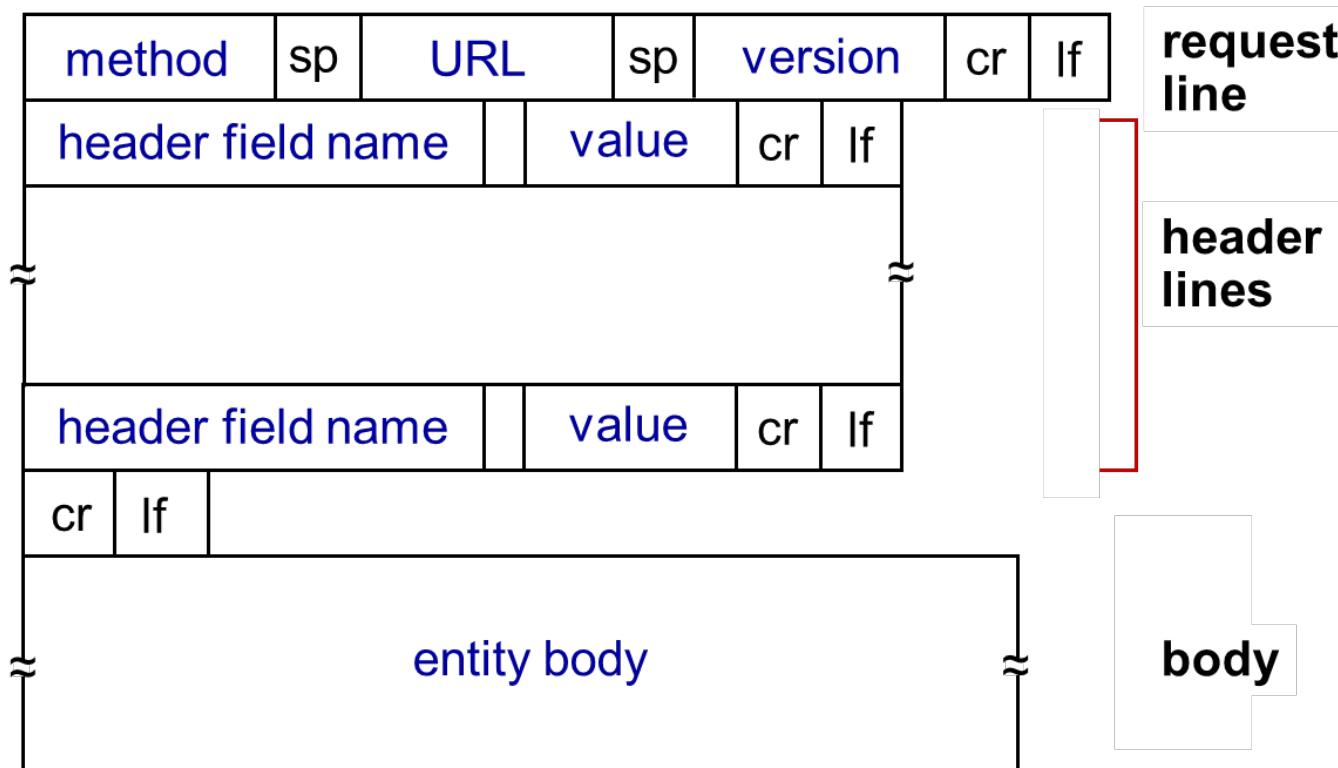 method sp URL sp version cr lf
request
line
header field name value cr lf
header
lines
header field name value cr lf
cr lf
entity body
body